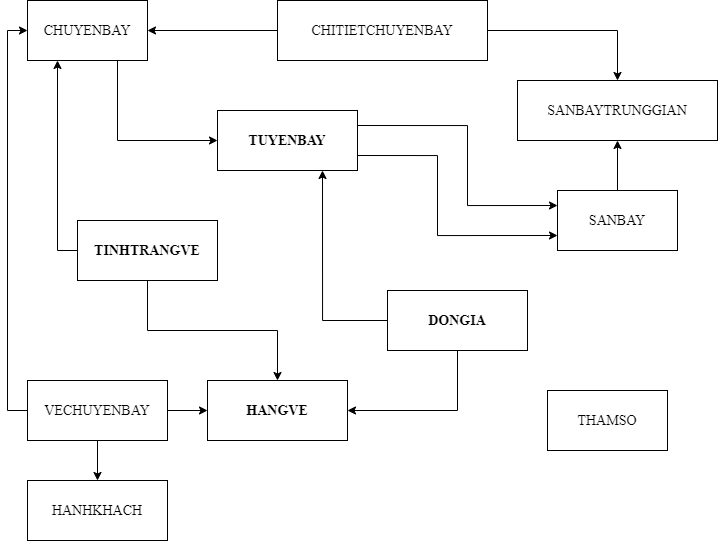 CHUYENBAY
CHITIETCHUYENBAY
SANBAYTRUNGGIAN
TUYENBAY
SANBAY
TINHTRANGVE
DONGIA
VECHUYENBAY
HANGVE
THAMSO
HANHKHACH